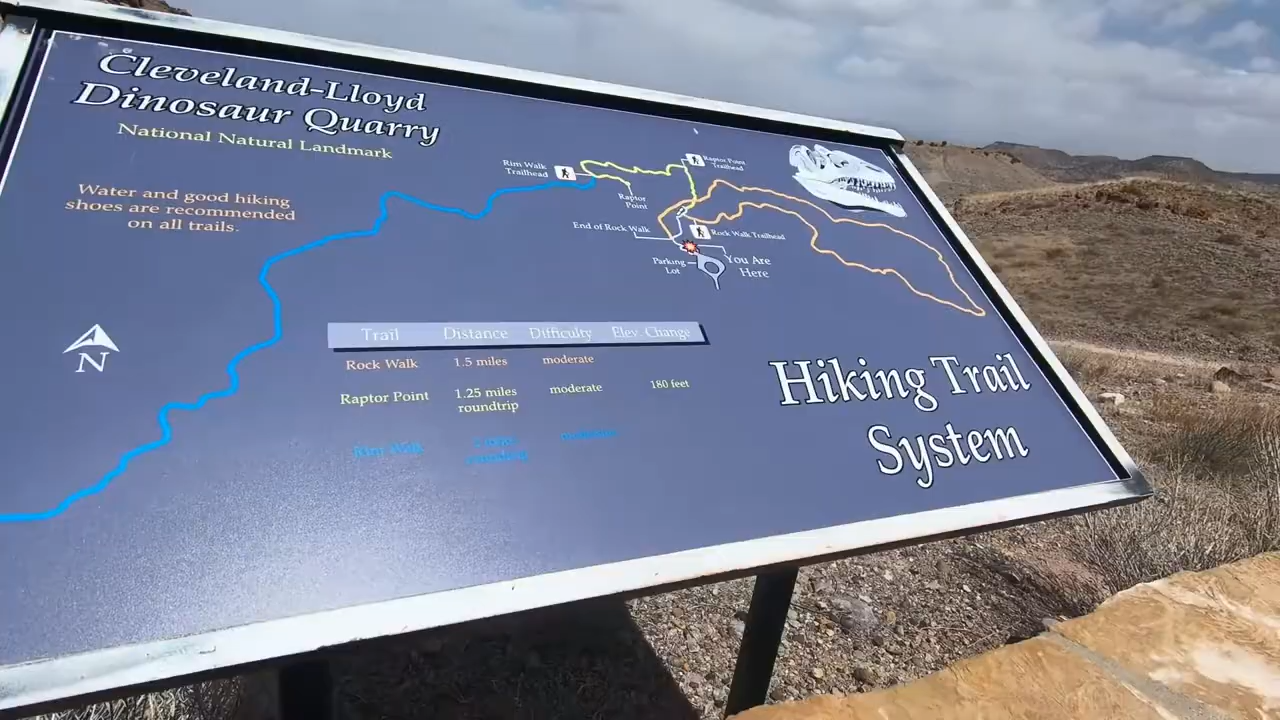 Cleveland-Lloyd
Dinosaur Quarry
National Natural Landmark
Water and good hiking
shoes are recommended
on all trails.
Rim Walk
Trailhead
Raptor Point
Trailhead
Raptor
Point
End of Rock Walk
Rock Walk Trailhead
Parking
Lot
You Are
Here
N
Trail Distance Difficulty Elev. Change
Rock Walk 1.5 miles moderate
Raptor Point 1.25 miles
roundtrip moderate 180 feet
Rim Walk
roundtrip moderate
Hiking Trail
System